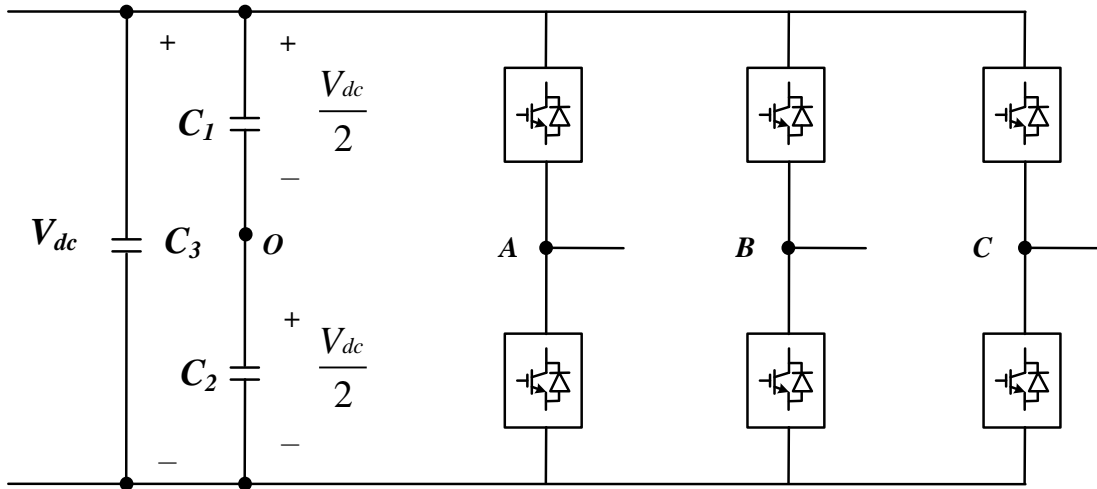 + +
V_dc/2
C_1
– 
V_dc C_3 O A B C
+
V_dc/2
C_2
– –